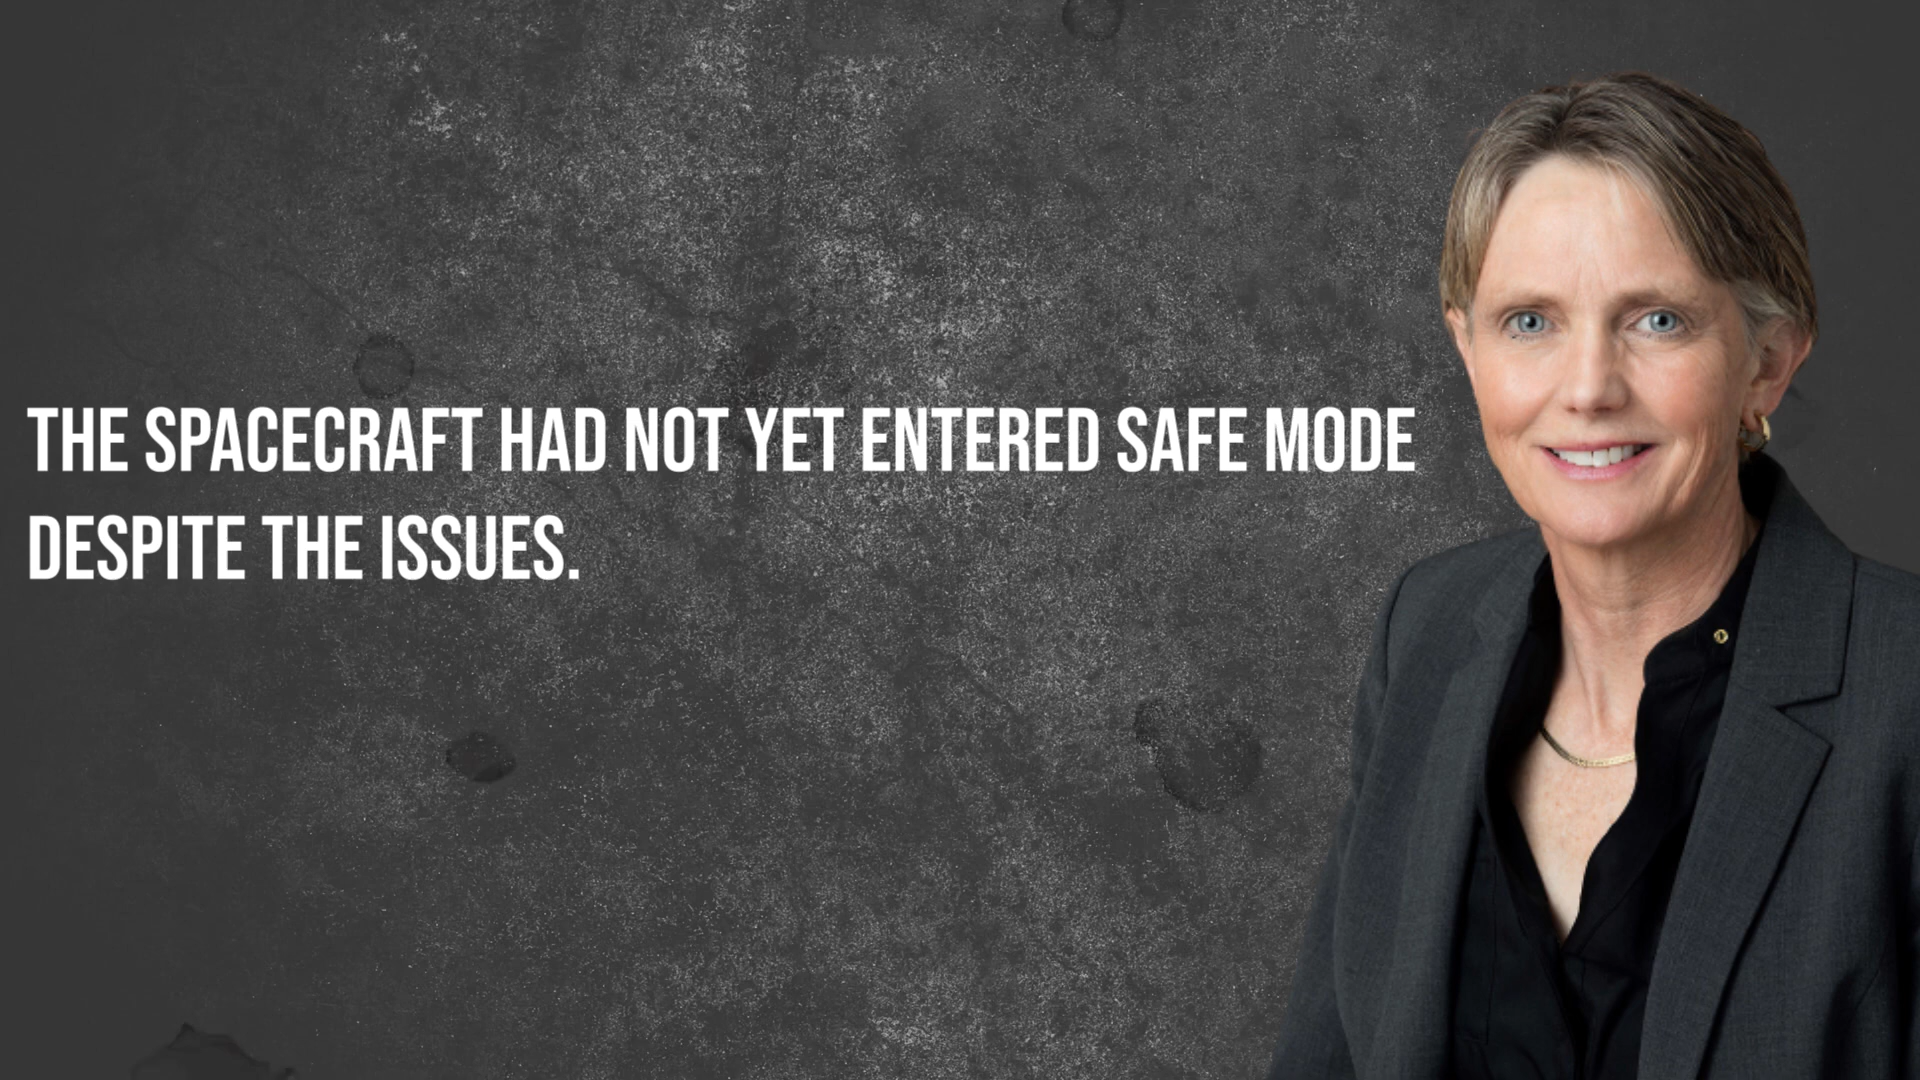 THE SPACECRAFT HAD NOT YET ENTERED SAFE MODE
DESPITE THE ISSUES.